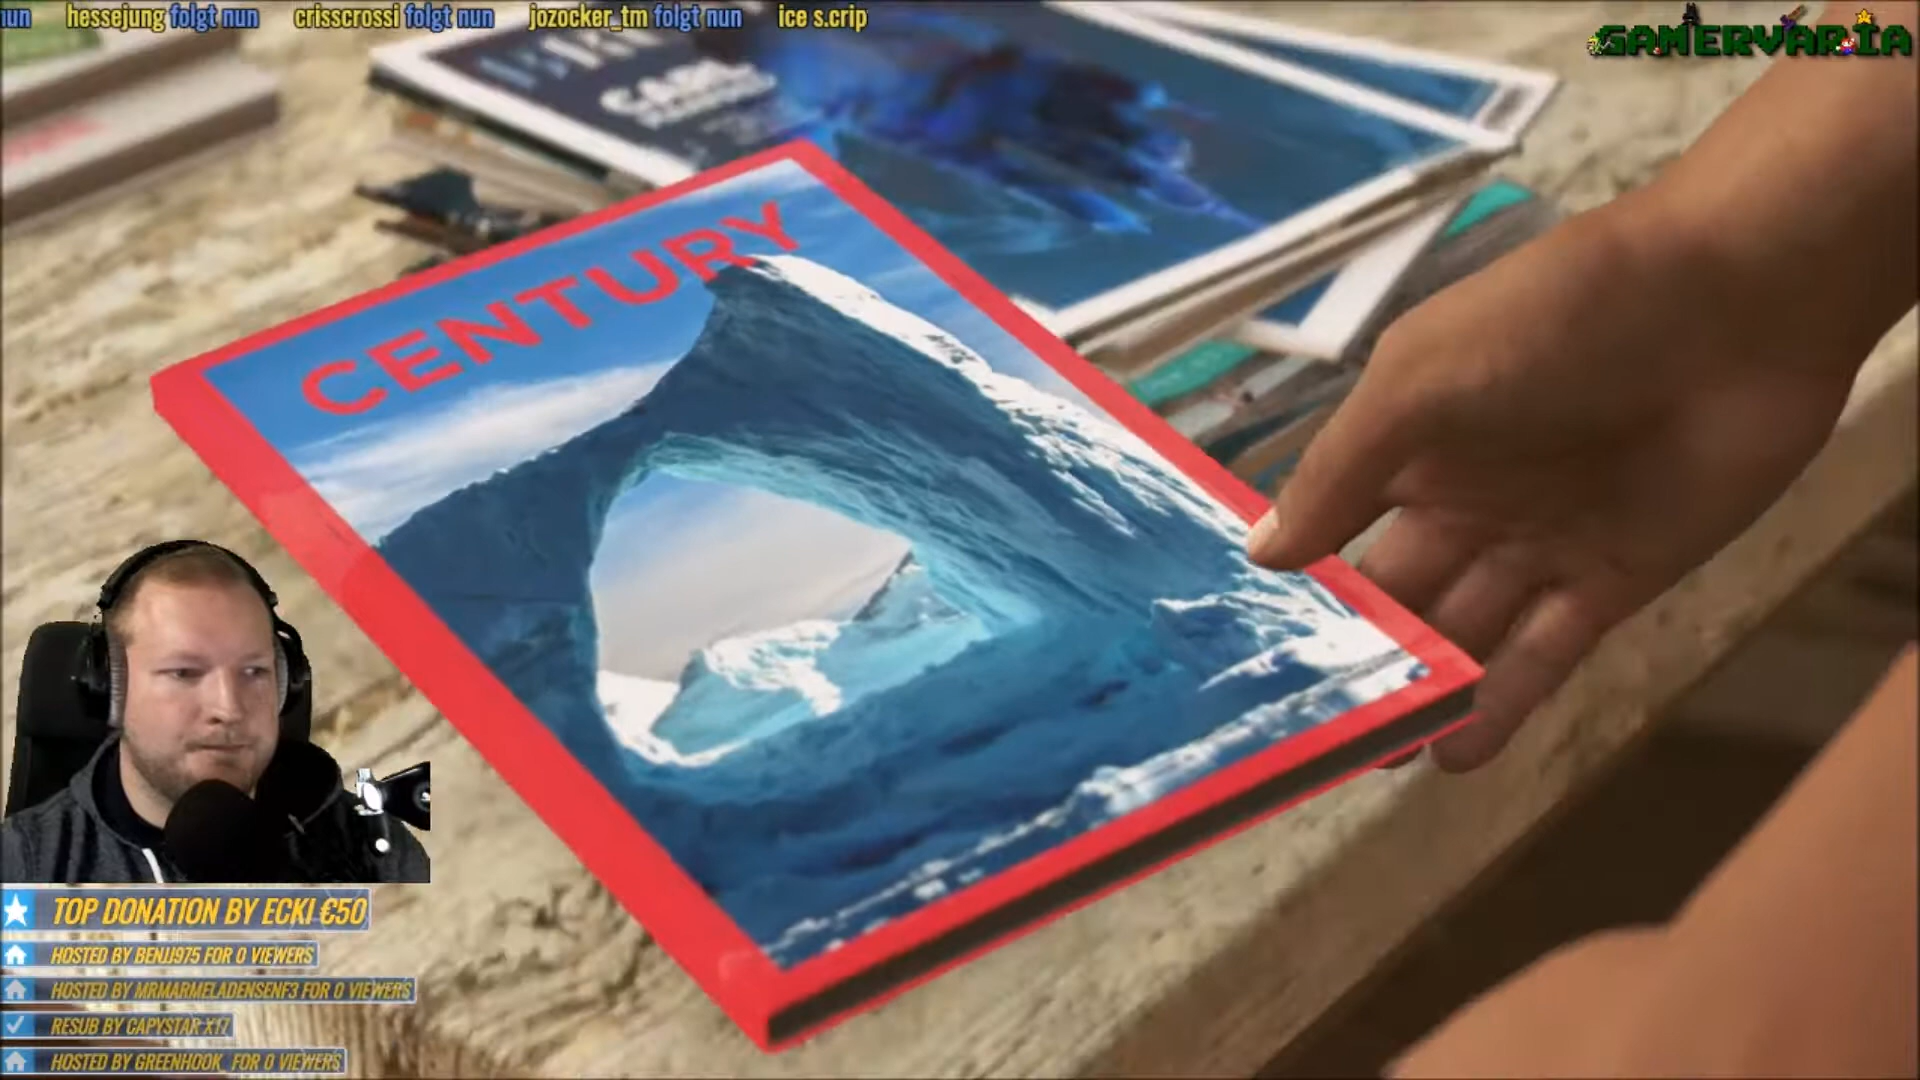 nun hessejung folgt nun crisscrossi folgt nun jozocker_tm folgt nun ice s.crip
GAMERVARIA
CENTURY
TOP DONATION BY ECKI €50
HOSTED BY BENJJ975 FOR 0 VIEWERS
HOSTED BY MRMARMELADENSENF3 FOR 0 VIEWERS
RESUB BY CAPYSTAR X17
HOSTED BY GREENHOOK_ FOR 0 VIEWERS